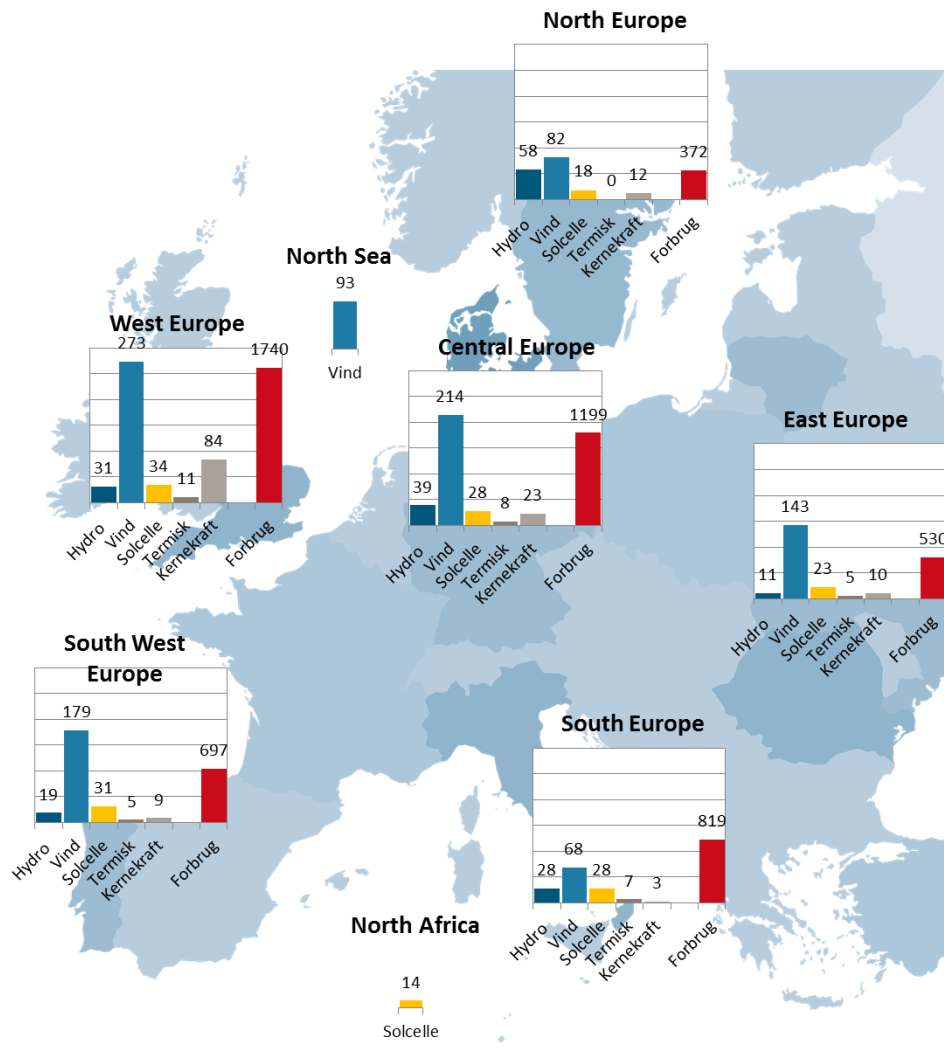 North Europe
58
82
18
0
12
372
Hydro
Vind
Solcelle
Termisk
Kernekraft
Forbrug
North Sea
93
Vind
West Europe
273
1740
31
34
11
84
Hydro
Vind
Solcelle
Termisk
Kernekraft
Forbrug
Central Europe
214
1199
39
28
8
23
Hydro
Vind
Solcelle
Termisk
Kernekraft
Forbrug
East Europe
143
530
11
23
5
10
Hydro
Vind
Solcelle
Termisk
Kernekraft
Forbrug
South West
Europe
179
697
19
31
5
9
Hydro
Vind
Solcelle
Termisk
Kernekraft
Forbrug
South Europe
819
28
68
28
7
3
Hydro
Vind
Solcelle
Termisk
Kernekraft
Forbrug
North Africa
14
Solcelle